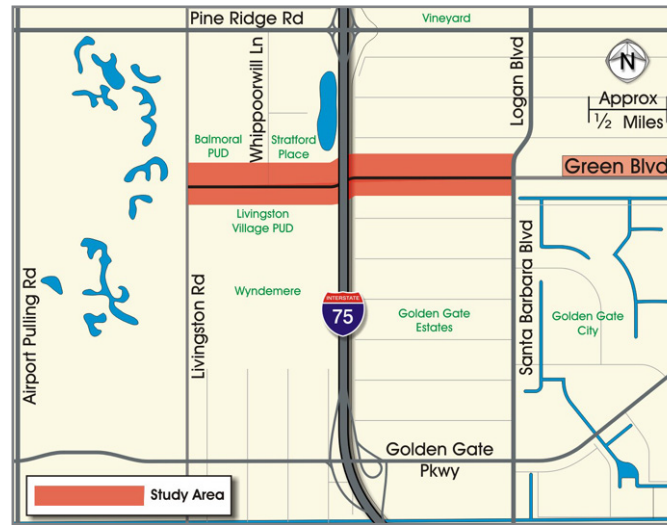 Pine Ridge Rd
Vineyard
Whippoorwill Ln
Logan Blvd
N
Approx
½ Miles
Balmoral
PUD
Stratford
Place
Green Blvd
Livingston
Village PUD
Airport Pulling Rd
Livingston Rd
Wyndemere
INTERSTATE
75
Golden Gate
Estates
Santa Barbara Blvd
Golden Gate
City
Golden Gate
Pkwy
Study Area